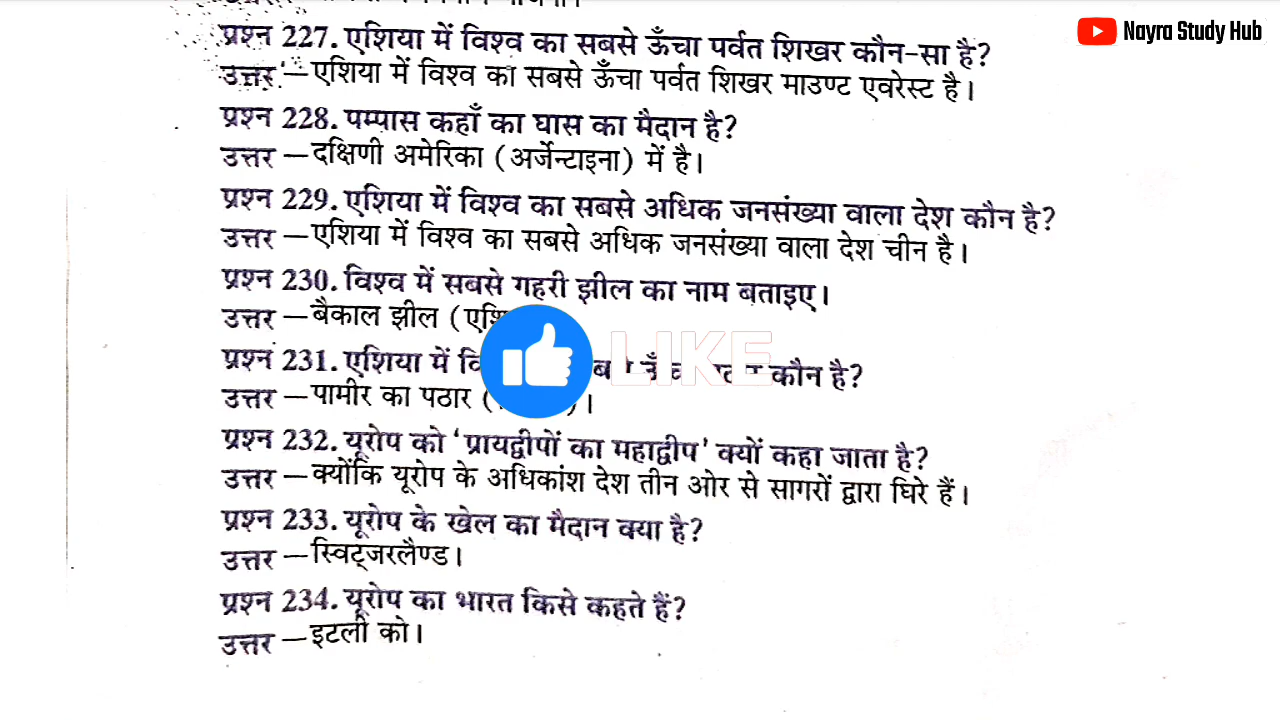 Nayra Study Hub
प्रश्न 227. एशिया में विश्व का सबसे ऊँचा पर्वत शिखर कौन-सा है?
उत्तर —एशिया में विश्व का सबसे ऊँचा पर्वत शिखर माउण्ट एवरेस्ट है।
प्रश्न 228. पम्पास कहाँ का घास का मैदान है?
उत्तर —दक्षिणी अमेरिका (अर्जेन्टाइना) में है।
प्रश्न 229. एशिया में विश्व का सबसे अधिक जनसंख्या वाला देश कौन है?
उत्तर —एशिया में विश्व का सबसे अधिक जनसंख्या वाला देश चीन है।
प्रश्न 230. विश्व में सबसे गहरी झील का नाम बताइए।
उत्तर —बैकाल झील
प्रश्न 231. एशिया में कौन है?
LIKE
उत्तर —पामीर का पठार
प्रश्न 232. यूरोप को 'प्रायद्वीपों का महाद्वीप' क्यों कहा जाता है?
उत्तर —क्योंकि यूरोप के अधिकांश देश तीन ओर से सागरों द्वारा घिरे हैं।
प्रश्न 233. यूरोप के खेल का मैदान क्या है?
उत्तर —स्विट्जरलैण्ड।
प्रश्न 234. यूरोप का भारत किसे कहते हैं?
उत्तर —इटली को।